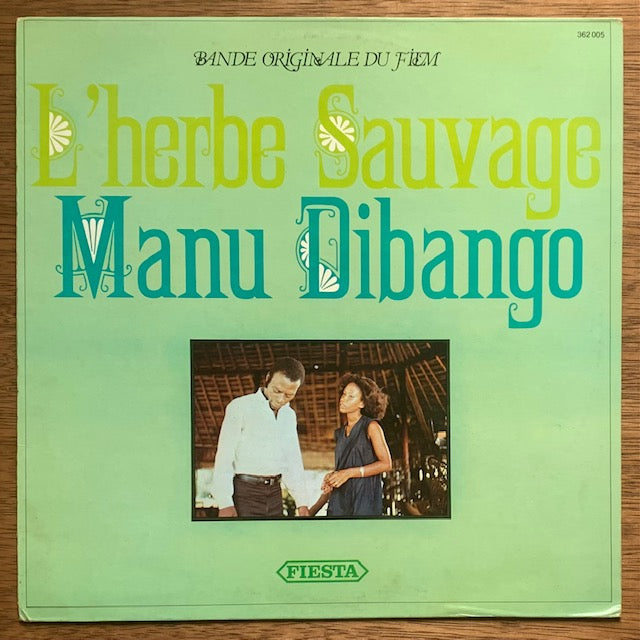 362 005
BANDE ORIGINALE DU FILM
L'herbe Sauvage
Manu Dibango
FIESTA